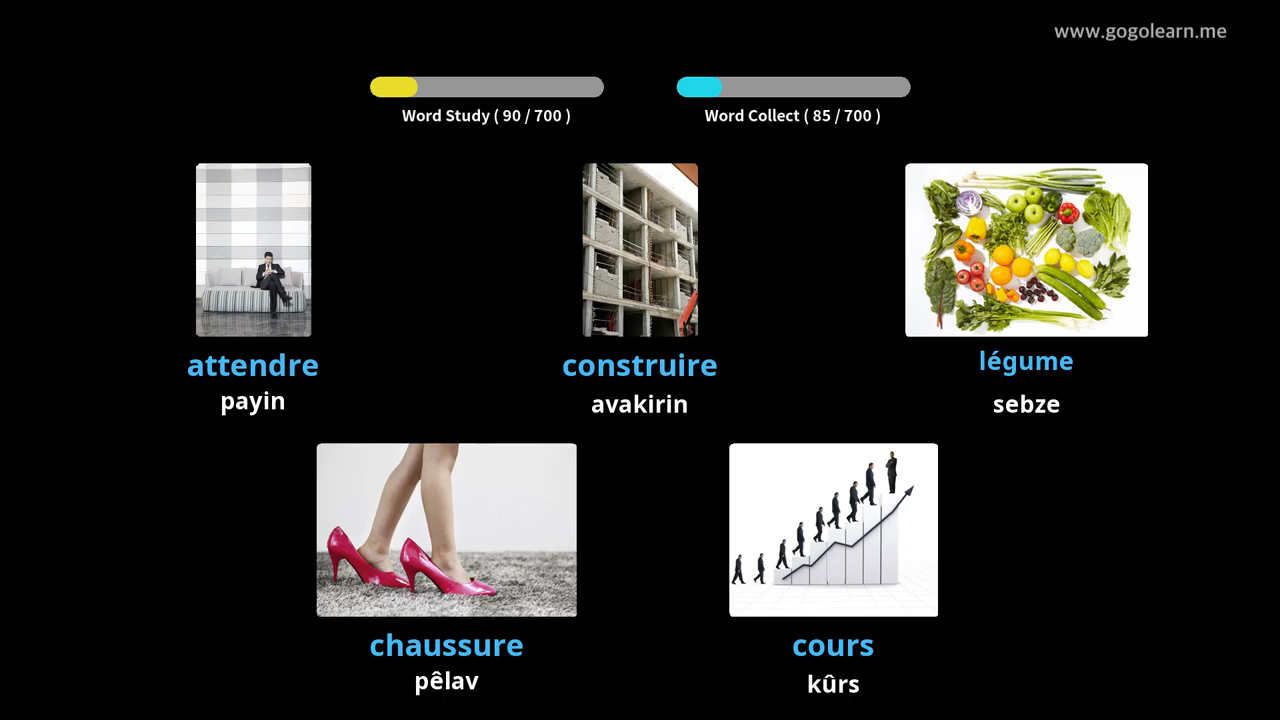 www.gogolearn.me
Word Study ( 90 / 700 )
Word Collect ( 85 / 700 )
attendre
payin
construire
avakirin
légume
sebze
chaussure
pêlav
cours
kûrs